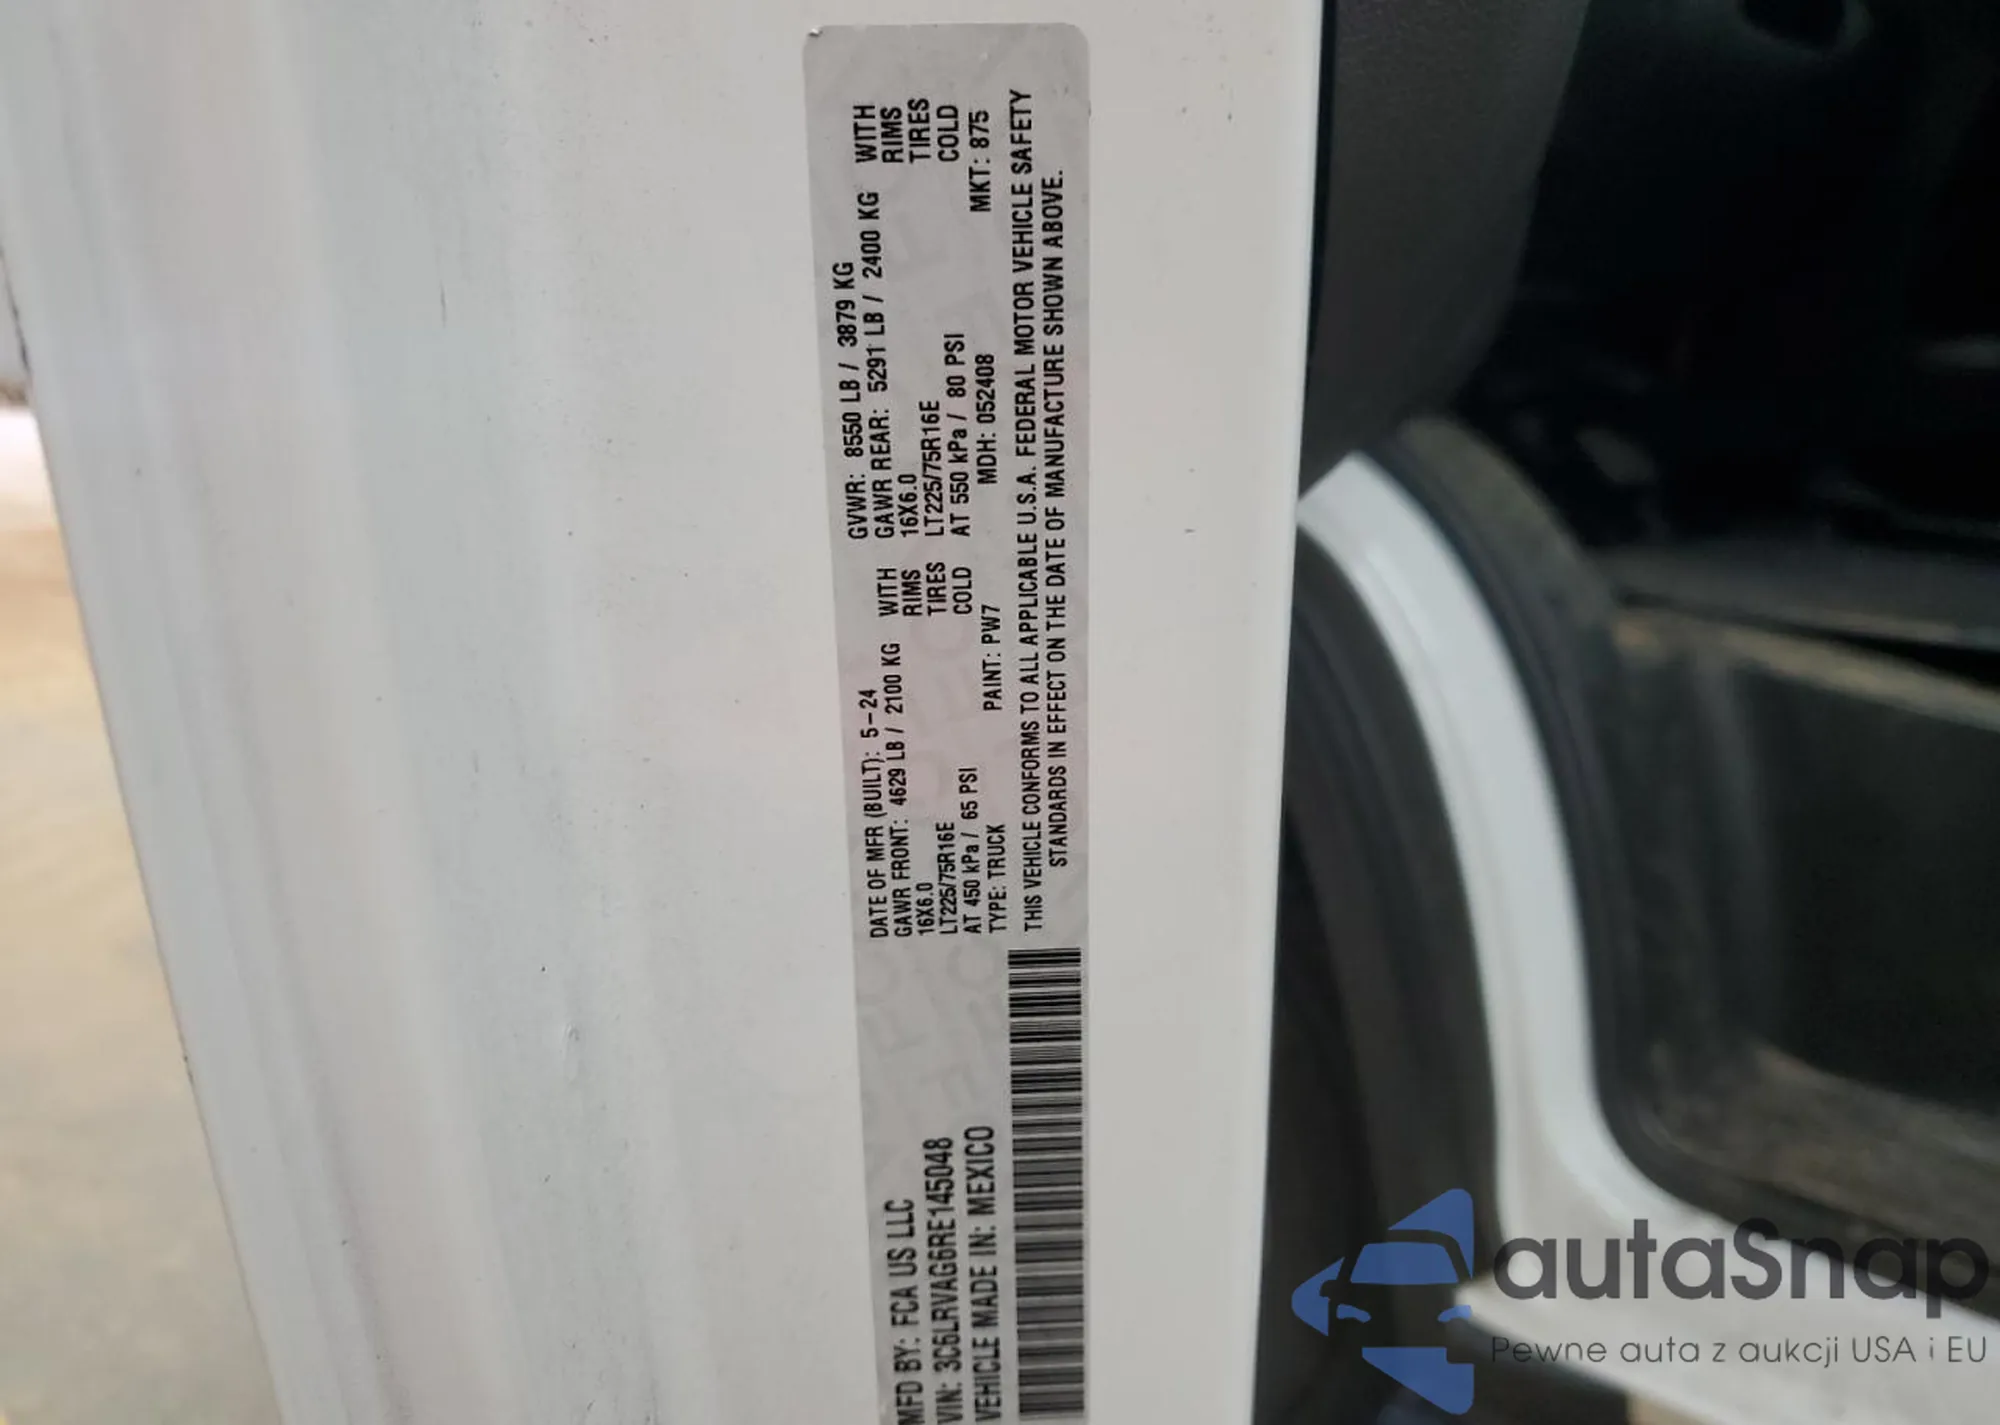 MFD BY: FCA US LLC
VIN: 3C6LRVAG6RE145048
VEHICLE MADE IN: MEXICO
DATE OF MFR (BUILT): 5-24 GVWR: 8550 LB / 3879 KG
GAWR FRONT: 4629 LB / 2100 KG WITH GAWR REAR: 5291 LB / 2400 KG WITH
16X6.0 RIMS 16X6.0 RIMS
LT225/75R16E TIRES LT225/75R16E TIRES
AT 450 kPa / 65 PSI COLD AT 550 kPa / 80 PSI COLD
TYPE: TRUCK PAINT: PW7 MDH: 052408 MKT: 875
THIS VEHICLE CONFORMS TO ALL APPLICABLE U.S.A. FEDERAL MOTOR VEHICLE SAFETY
STANDARDS IN EFFECT ON THE DATE OF MANUFACTURE SHOWN ABOVE.
autaSnap
Pewne auta z aukcji USA i EU